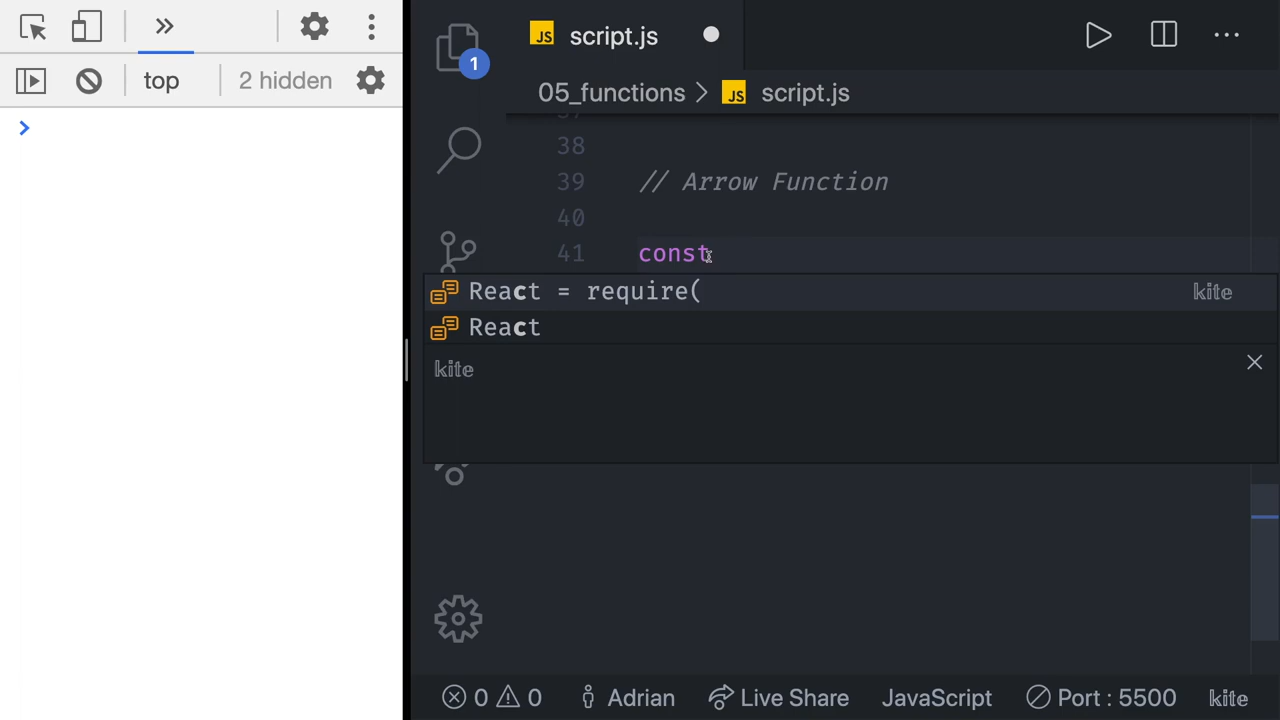 top
2 hidden
script.js
1
05_functions > script.js
37
38
39 // Arrow Function
40
41 const
React = require( kite
React
kite
0 0 Adrian Live Share JavaScript Port : 5500 kite